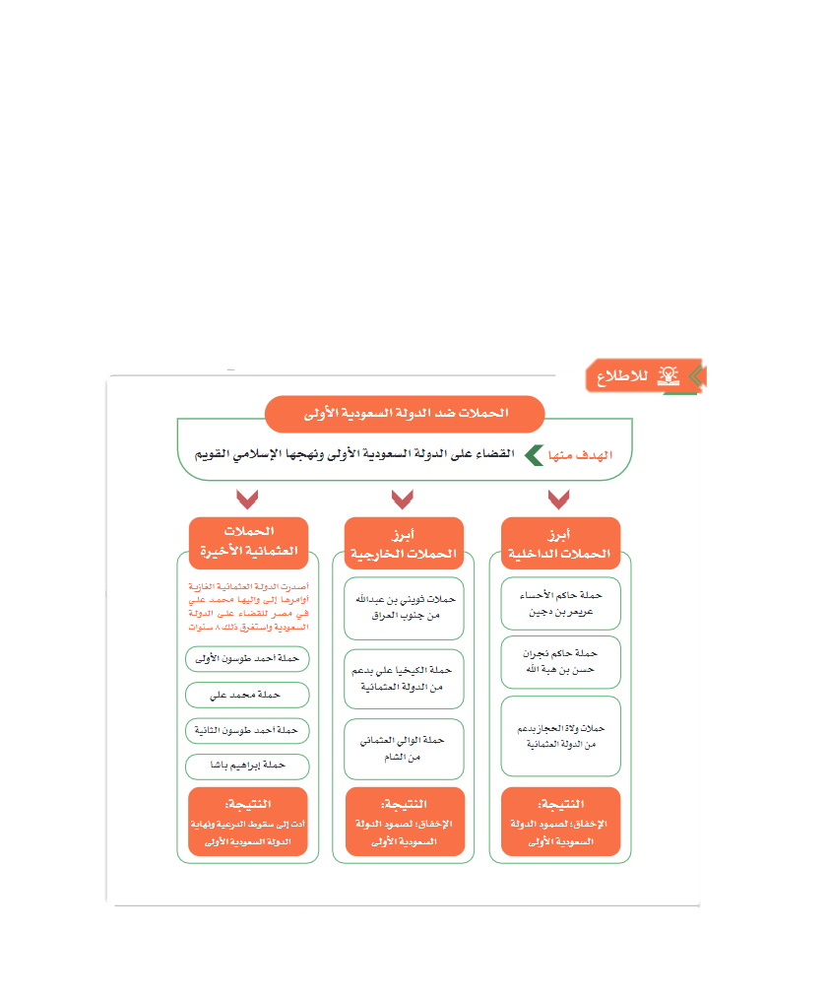 للاطلاع
الحملات ضد الدولة السعودية الأولى
الهدف منها القضاء على الدولة السعودية الأولى ونهجها الإسلامي القويم
أبرز
الحملات الداخلية
حملة حاكم الأحساء
عريعر بن دجين
حملة حاكم نجران
حسن بن هبة الله
حملات ولاة الحجاز بدعم
من الدولة العثمانية
النتيجة:
الإخفاق؛ لصمود الدولة
السعودية الأولى
أبرز
الحملات الخارجية
حملات ثويني بن عبدالله
من جنوب العراق
حملة الكيخيا علي بدعم
من الدولة العثمانية
حملة الوالي العثماني
من الشام
النتيجة:
الإخفاق؛ لصمود الدولة
السعودية الأولى
الحملات
العثمانية الأخيرة
أصدرت الدولة العثمانية الغازية
أوامرها إلى واليها محمد علي
في مصر للقضاء على الدولة
السعودية واستغرق ذلك ٨ سنوات
حملة أحمد طوسون الأولى
حملة محمد علي
حملة أحمد طوسون الثانية
حملة إبراهيم باشا
النتيجة:
أدت إلى سقوط الدرعية ونهاية
الدولة السعودية الأولى